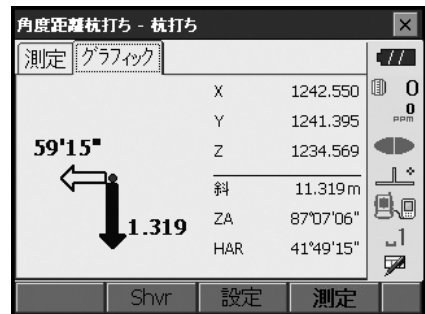 角度距離杭打ち - 杭打ち
測定 グラフィック
X 1242.550
Y 1241.395
Z 1234.569
59'15"
1.319
斜 11.319m
ZA 87°07'06"
HAR 41°49'15"
0
0
PPM
1
Shvr 設定 測定